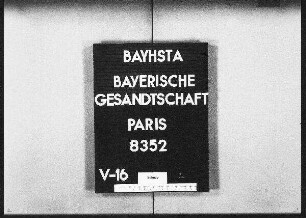 BAYHSTA
BAYERISCHE
GESANDTSCHAFT
PARIS
8352
V-16